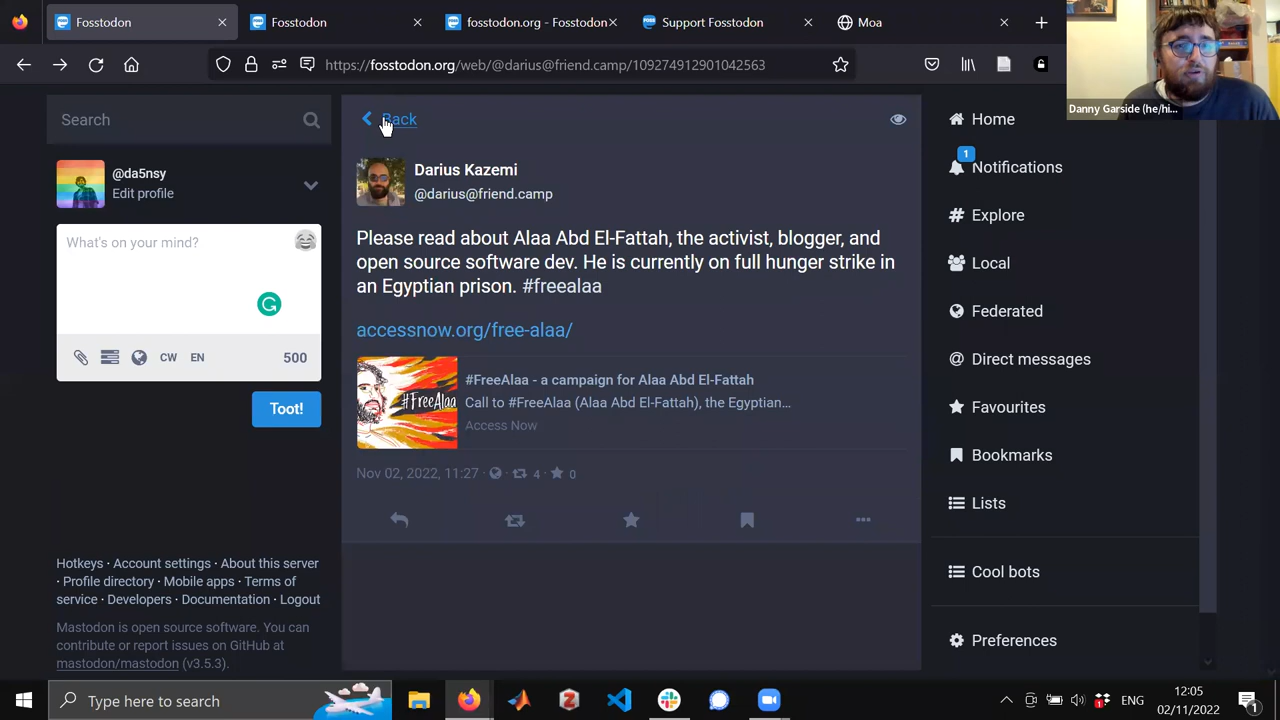 Fosstodon
Fosstodon
fosstodon.org - Fosstodon
Support Fosstodon
Moa
https://fosstodon.org/web/@darius@friend.camp/109274912901042563
Danny Garside (he/hi...
Search
@da5nsy
Edit profile
What's on your mind?
CW EN 500
Toot!
Hotkeys · Account settings · About this server
· Profile directory · Mobile apps · Terms of
service · Developers · Documentation · Logout
Mastodon is open source software. You can
contribute or report issues on GitHub at
mastodon/mastodon (v3.5.3).
Back
Darius Kazemi
@darius@friend.camp
Please read about Alaa Abd El-Fattah, the activist, blogger, and
open source software dev. He is currently on full hunger strike in
an Egyptian prison. #freealaa
accessnow.org/free-alaa/
#FreeAlaa
#FreeAlaa - a campaign for Alaa Abd El-Fattah
Call to #FreeAlaa (Alaa Abd El-Fattah), the Egyptian...
Access Now
Nov 02, 2022, 11:27 · 4 · 0
Home
1
Notifications
# Explore
Local
Federated
@ Direct messages
Favourites
Bookmarks
Lists
Cool bots
Preferences
Type here to search
ENG
12:05
02/11/2022
1